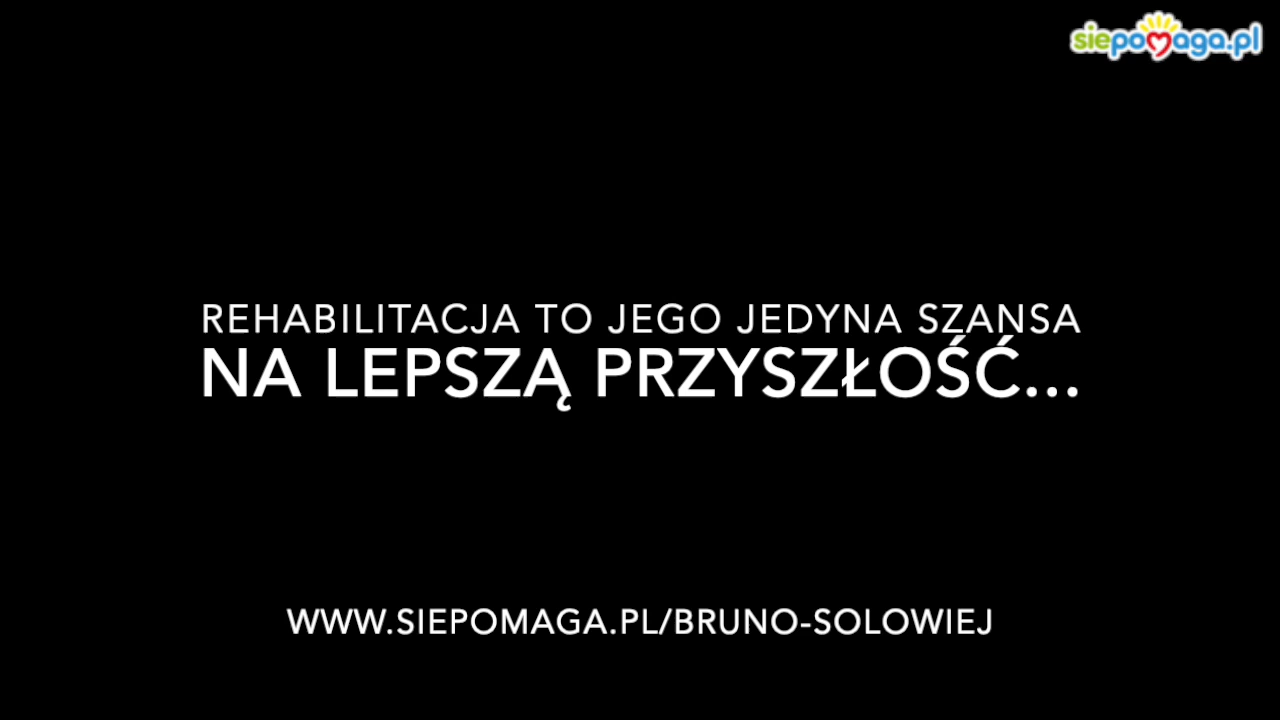 siepomaga.pl
REHABILITACJA TO JEGO JEDYNA SZANSA
NA LEPSZĄ PRZYSZŁOŚĆ...
WWW.SIEPOMAGA.PL/BRUNO-SOLOWIEJ